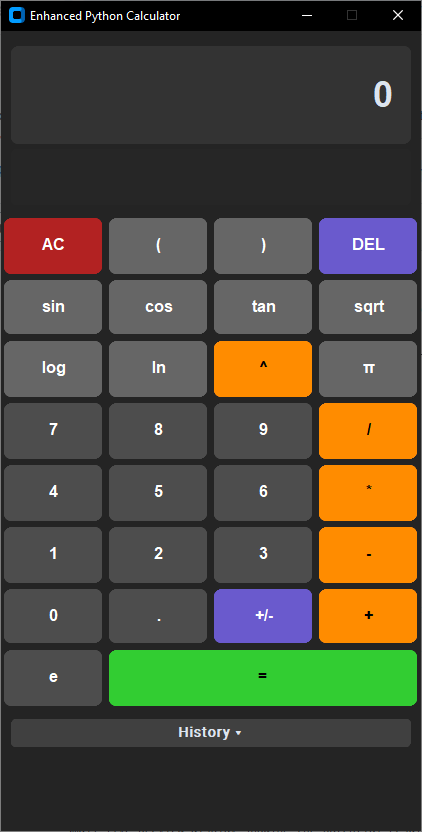 Enhanced Python Calculator
0
AC ( ) DEL
sin cos tan sqrt
log ln ^ π
7 8 9 /
4 5 6 *
1 2 3 -
0 . +/- +
e =
History ▾